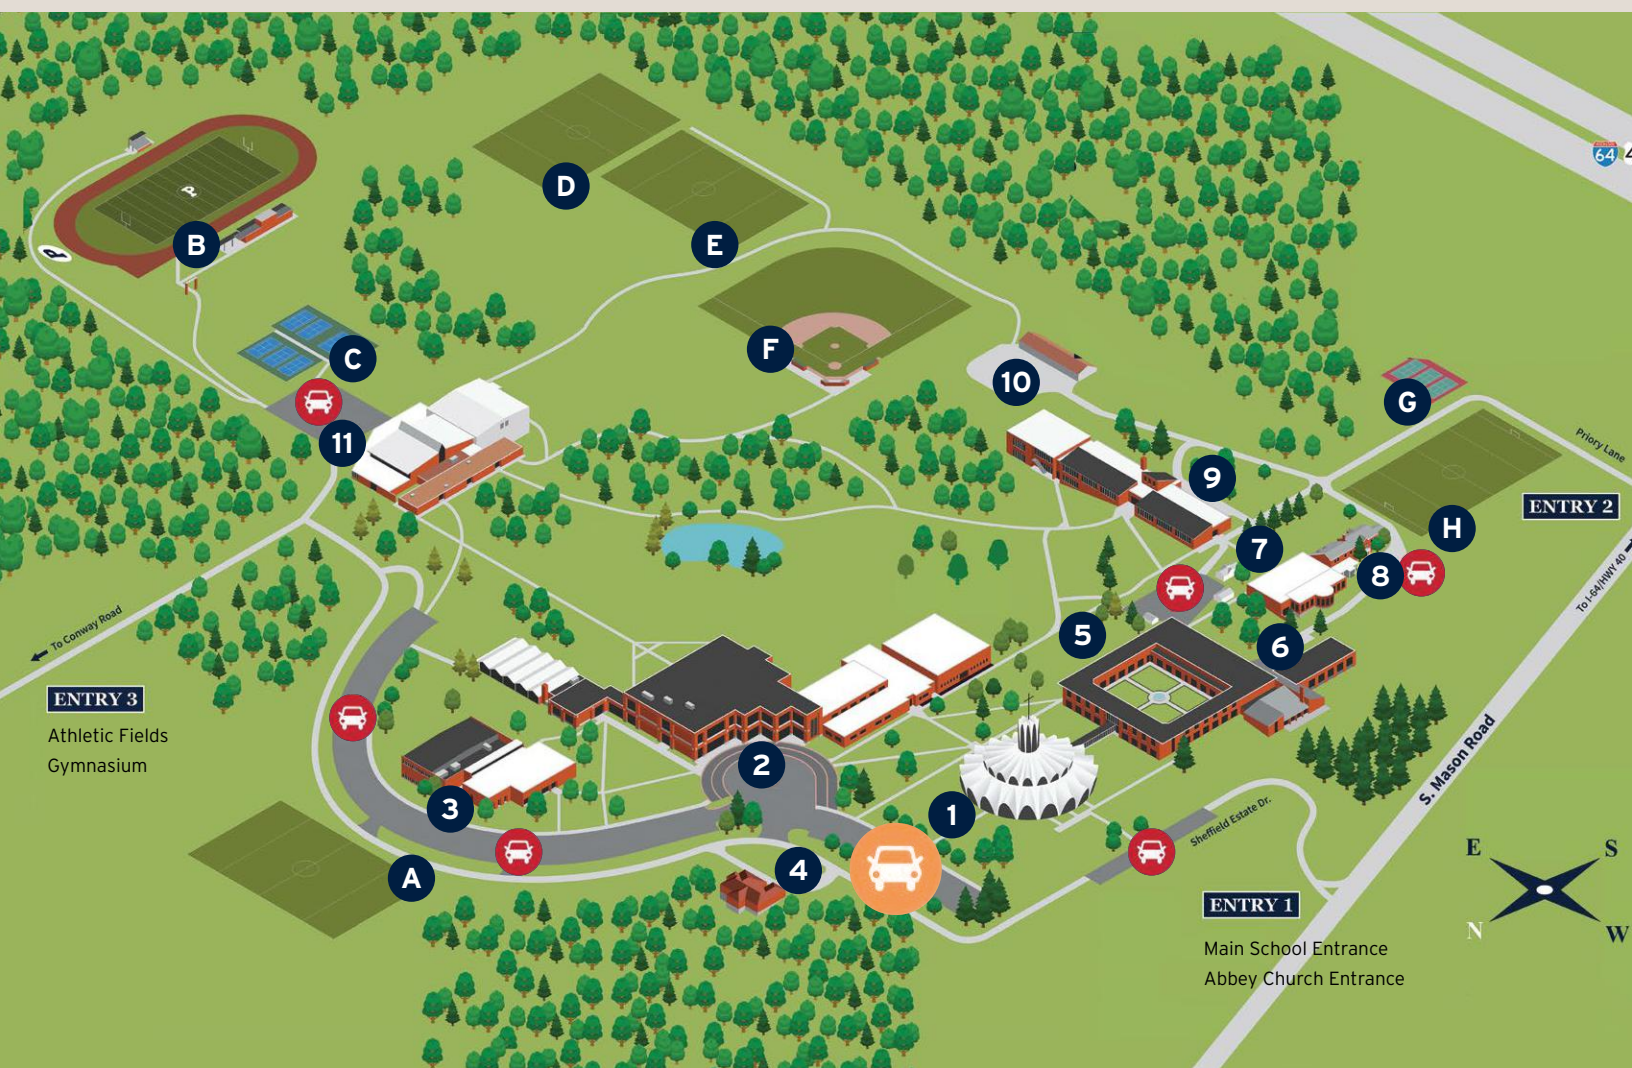 64
4
B
D
E
C
F
10
11
G
9
Priory Lane
ENTRY 2
H
7
8
To I-64/HWY 40
5
6
To Conway Road
ENTRY 3
Athletic Fields
Gymnasium
2
3
1
4
A
S. Mason Road
Sheffield Estate Dr.
ENTRY 1
Main School Entrance
Abbey Church Entrance
E
S
N
W
P
P